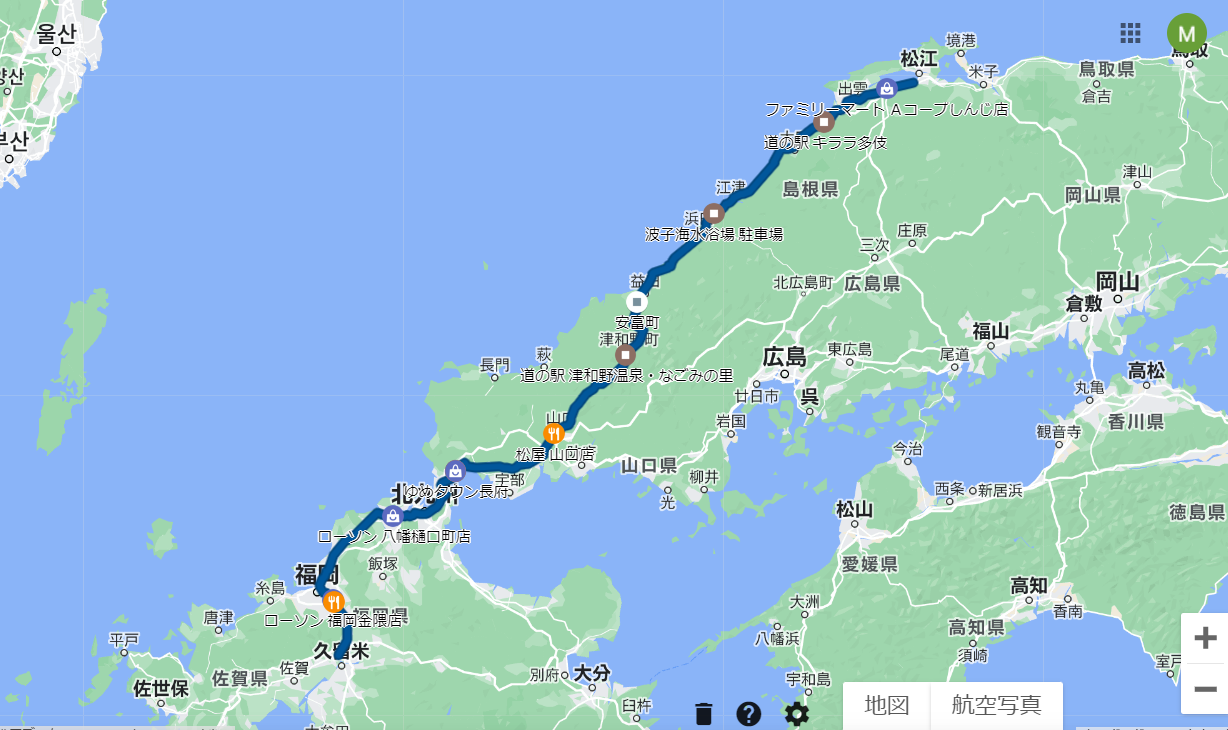 울산
양산
부산
境港
松江
米子
M
鳥取
鳥取県
倉吉
出雲
ファミリーマート Ａコープしんじ店
道の駅 キララ多伎
津山
島根県
岡山県
江津
波子海水浴場 駐車場
庄原
三次
北広島町
広島県
岡山
倉敷
益田
安富町
津和野町
福山
広島
東広島
尾道
長門
萩
道の駅 津和野温泉・なごみの里
高松
丸亀
廿日市
呉
岩国
香川県
観音寺
松屋 山口店
山口県
今治
柳井
光
宇部
西条
新居浜
北九州
ゆめタウン長府
松山
徳島県
ローソン 八幡樋口町店
飯塚
愛媛県
福岡
糸島
高知
香南
ローソン 福岡金隈店
福岡県
唐津
大洲
八幡浜
高知県
須崎
平戸
久留米
佐賀
佐賀県
佐世保
別府
大分
宇和島
臼杵
室戸
地図
航空写真